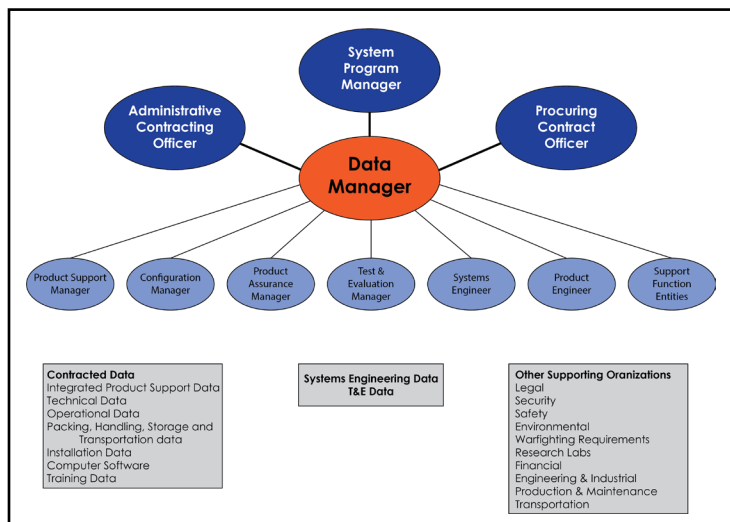 System
Program
Manager
Administrative
Contracting
Officer
Procuring
Contract
Officer
Data
Manager
Product Support
Manager
Configuration
Manager
Product
Assurance
Manager
Test &
Evaluation
Manager
Systems
Engineer
Product
Engineer
Support
Function
Entities
Contracted Data
Integrated Product Support Data
Technical Data
Operational Data
Packing, Handling, Storage and
Transportation data
Installation Data
Computer Software
Training Data
Systems Engineering Data
T&E Data
Other Supporting Oranizations
Legal
Security
Safety
Environmental
Warfighting Requirements
Research Labs
Financial
Engineering & Industrial
Production & Maintenance
Transportation